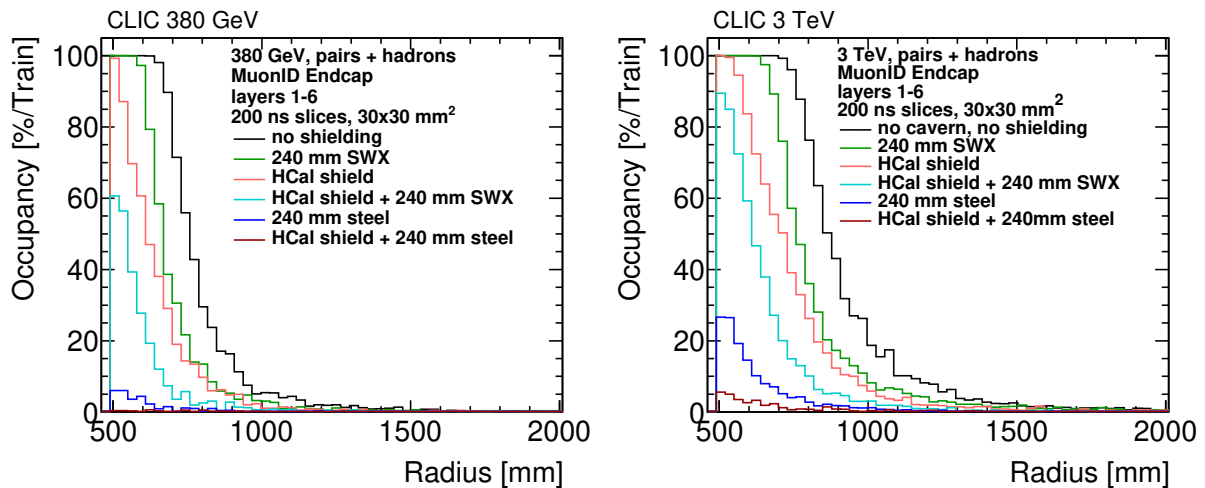 CLIC 380 GeV
Occupancy [%/Train]
100
80
60
40
20
0
380 GeV, pairs + hadrons
MuonID Endcap
layers 1-6
200 ns slices, 30x30 mm²
no shielding
240 mm SWX
HCal shield
HCal shield + 240 mm SWX
240 mm steel
HCal shield + 240 mm steel
500
1000
1500
2000
Radius [mm]
CLIC 3 TeV
Occupancy [%/Train]
100
80
60
40
20
0
3 TeV, pairs + hadrons
MuonID Endcap
layers 1-6
200 ns slices, 30x30 mm²
no cavern, no shielding
240 mm SWX
HCal shield
HCal shield + 240 mm SWX
240 mm steel
HCal shield + 240mm steel
500
1000
1500
2000
Radius [mm]